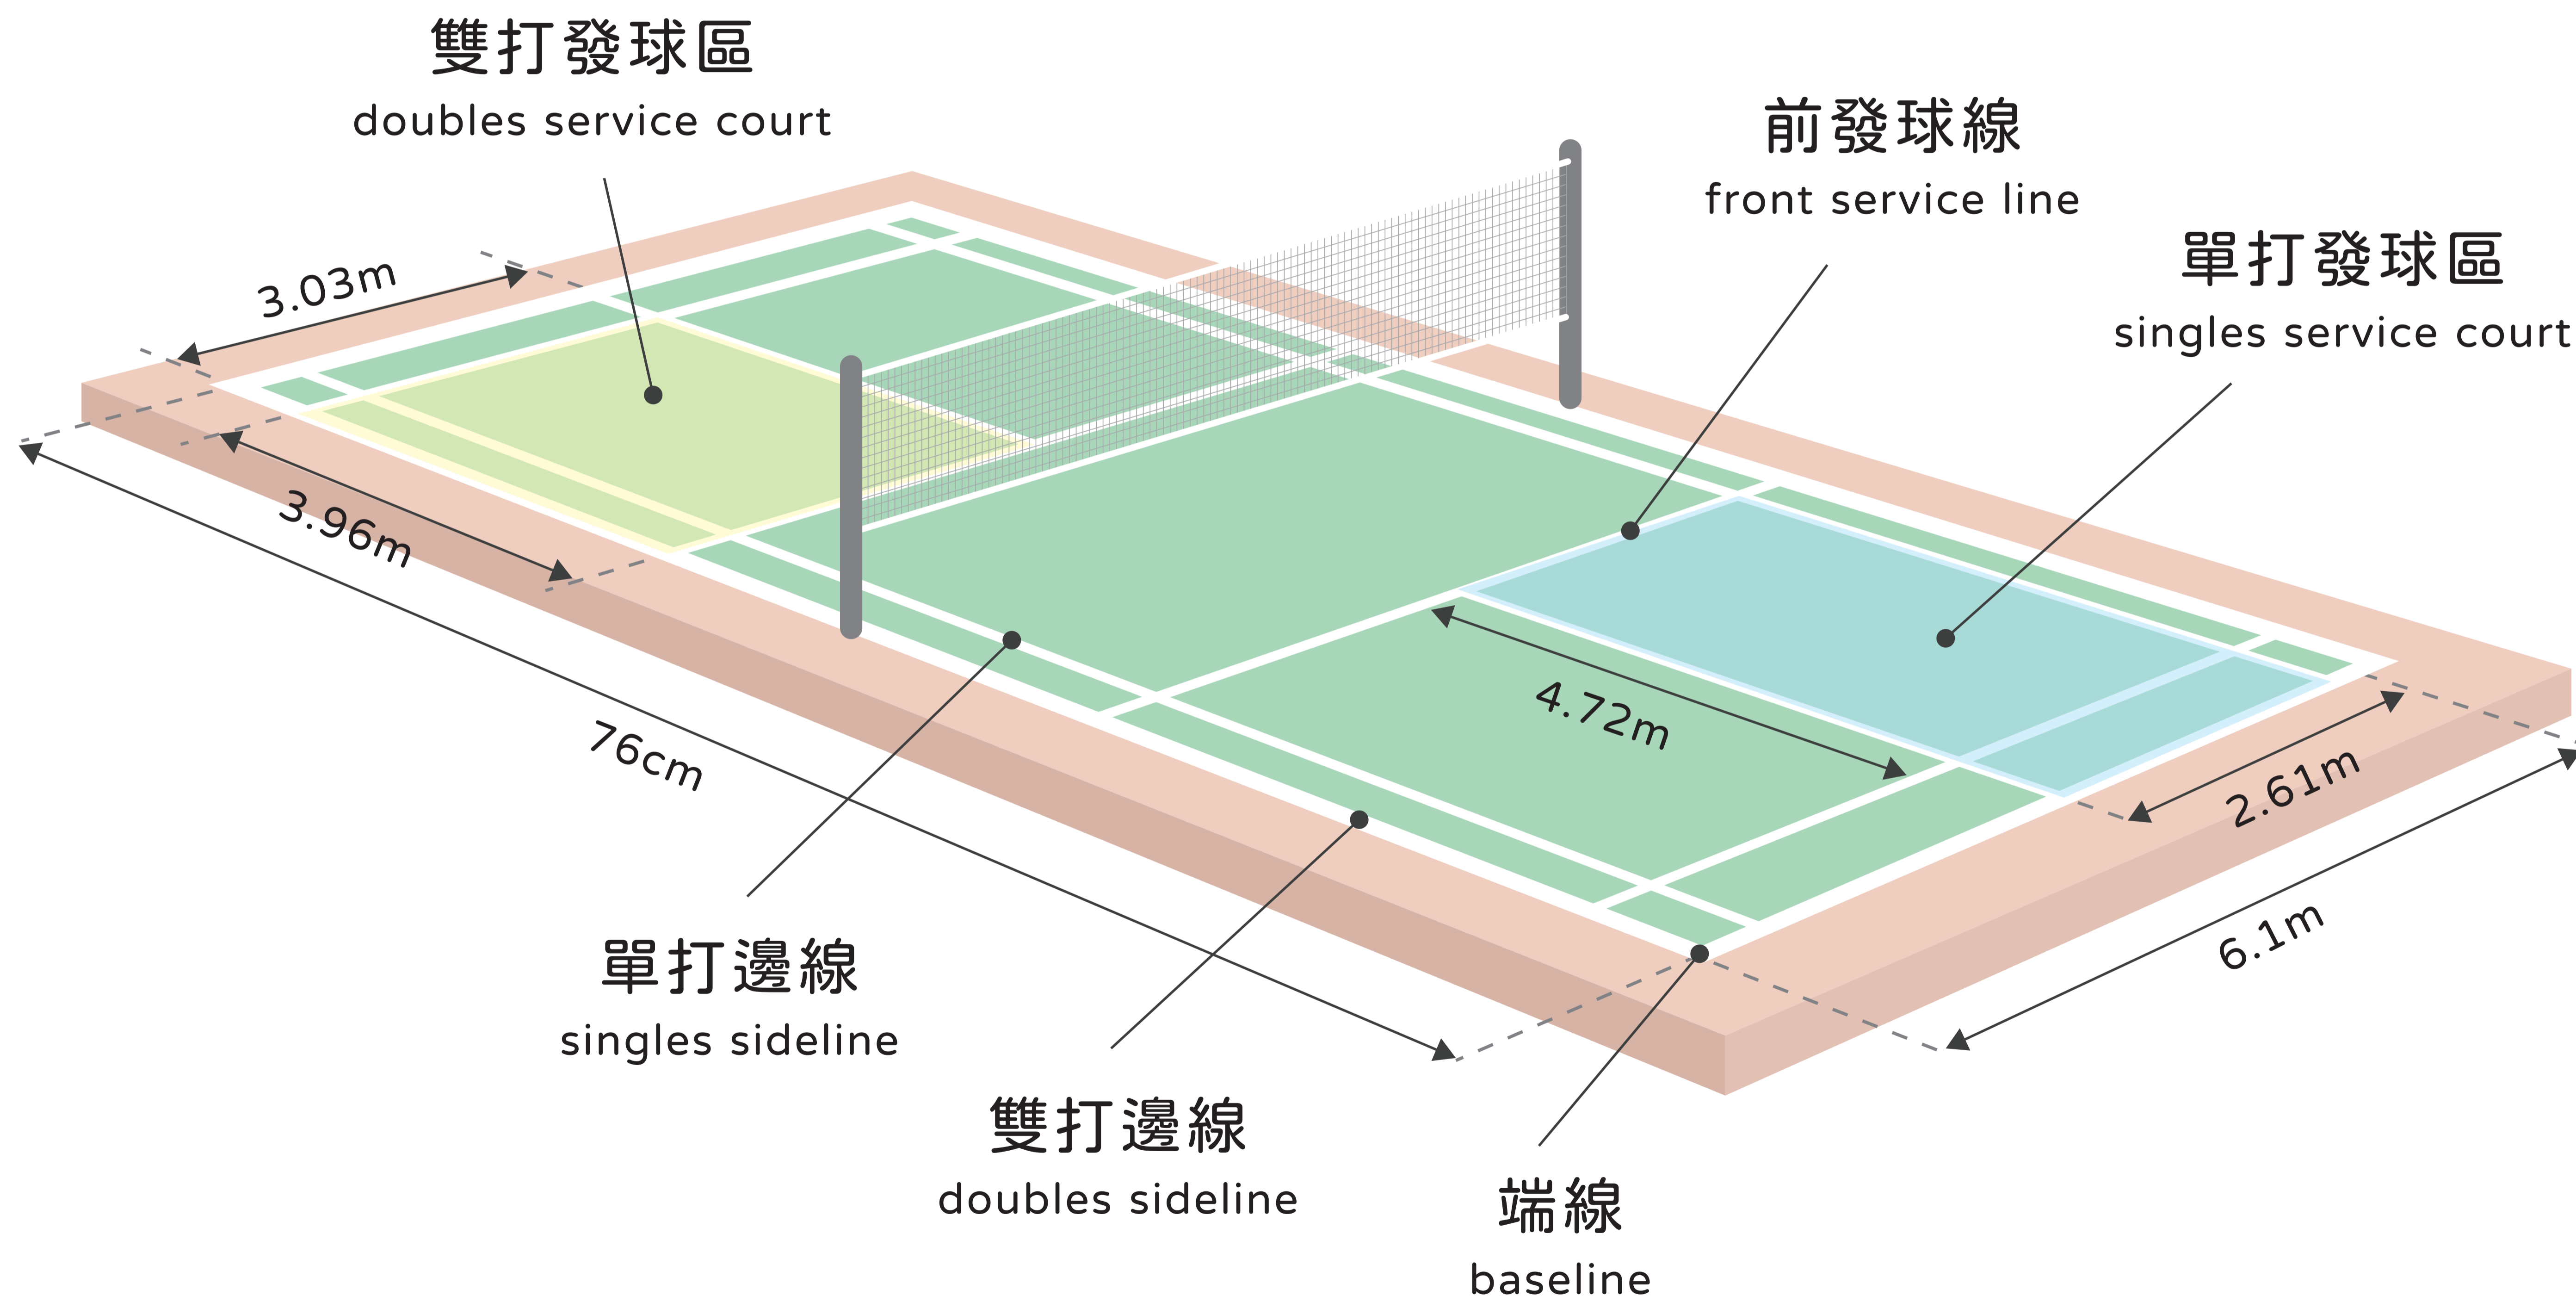 雙打發球區
doubles service court
前發球線
front service line
單打發球區
singles service court
3.03m
3.96m
76cm
4.72m
2.61m
6.1m
單打邊線
singles sideline
雙打邊線
doubles sideline
端線
baseline